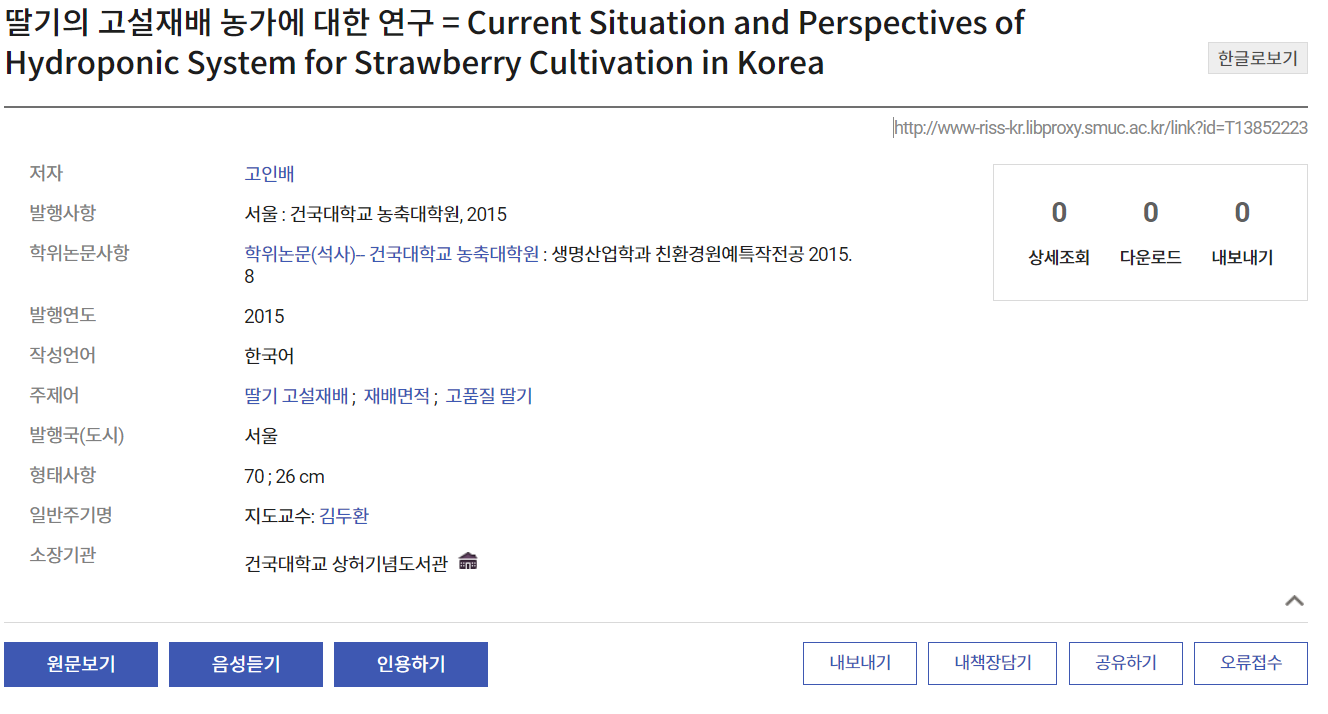 딸기의 고설재배 농가에 대한 연구 = Current Situation and Perspectives of
Hydroponic System for Strawberry Cultivation in Korea
한글로보기
http://www-riss-kr.libproxy.smuc.ac.kr/link?id=T13852223
저자 고인배
발행사항 서울 : 건국대학교 농축대학원, 2015
학위논문사항 학위논문(석사)-- 건국대학교 농축대학원 : 생명산업학과 친환경원예특작전공 2015.
8
발행연도 2015
작성언어 한국어
주제어 딸기 고설재배 ; 재배면적 ; 고품질 딸기
발행국(도시) 서울
형태사항 70 ; 26 cm
일반주기명 지도교수: 김두환
소장기관 건국대학교 상허기념도서관
0 0 0
상세조회 다운로드 내보내기
원문보기 음성듣기 인용하기 내보내기 내책장담기 공유하기 오류접수